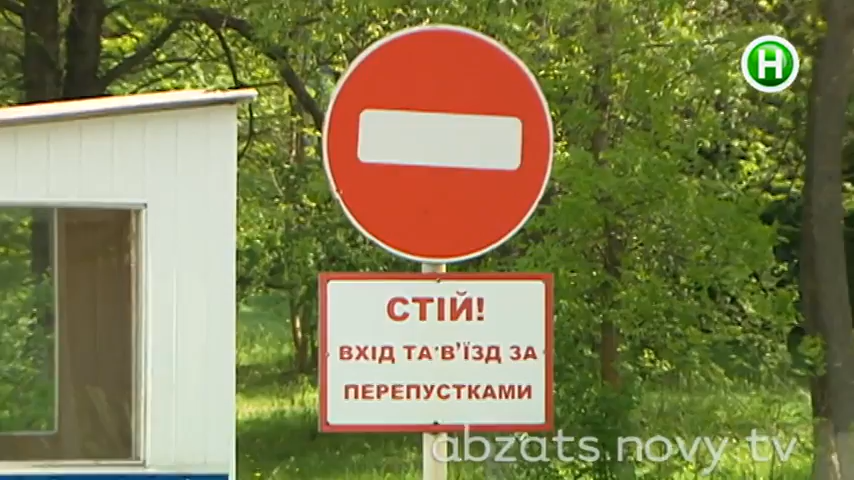 Н
СТІЙ!
ВХІД ТА В'ЇЗД ЗА
ПЕРЕПУСТКАМИ
abzats.novy.tv